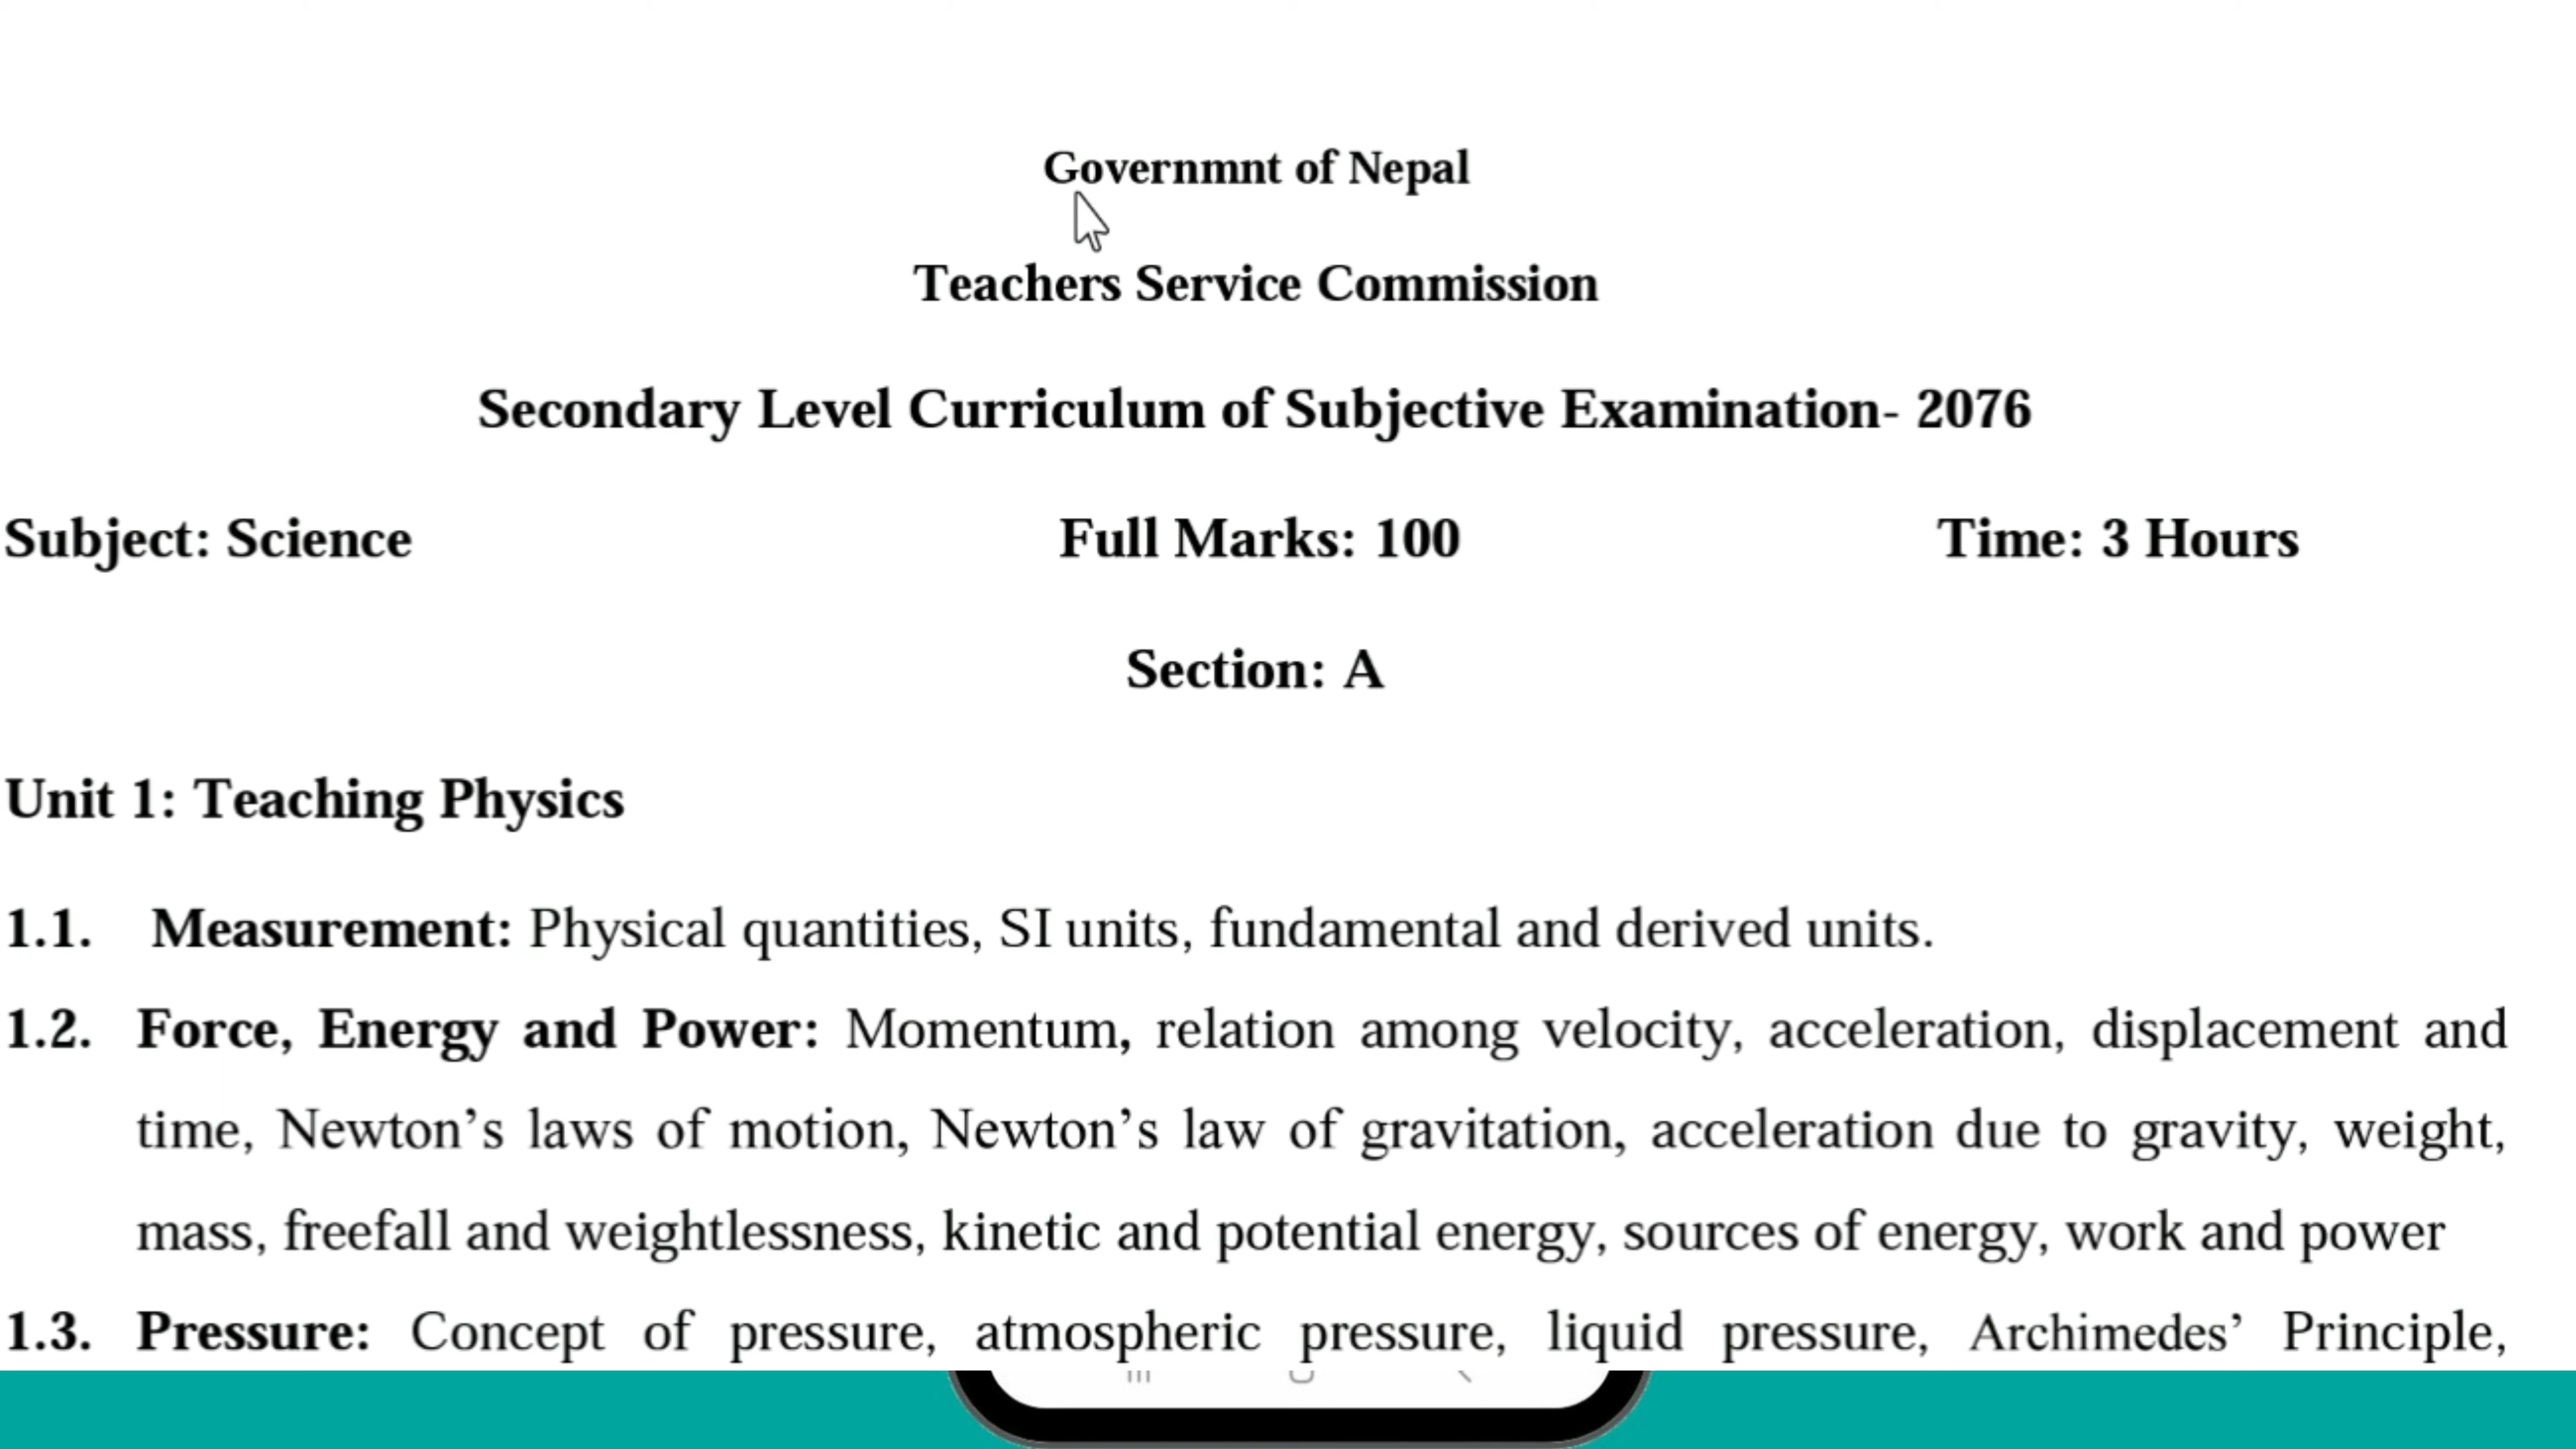 Governmnt of Nepal
Teachers Service Commission
Secondary Level Curriculum of Subjective Examination- 2076
Subject: Science Full Marks: 100 Time: 3 Hours
Section: A
Unit 1: Teaching Physics
1.1. Measurement: Physical quantities, SI units, fundamental and derived units.
1.2. Force, Energy and Power: Momentum, relation among velocity, acceleration, displacement and
time, Newton’s laws of motion, Newton’s law of gravitation, acceleration due to gravity, weight,
mass, freefall and weightlessness, kinetic and potential energy, sources of energy, work and power
1.3. Pressure: Concept of pressure, atmospheric pressure, liquid pressure, Archimedes’ Principle,